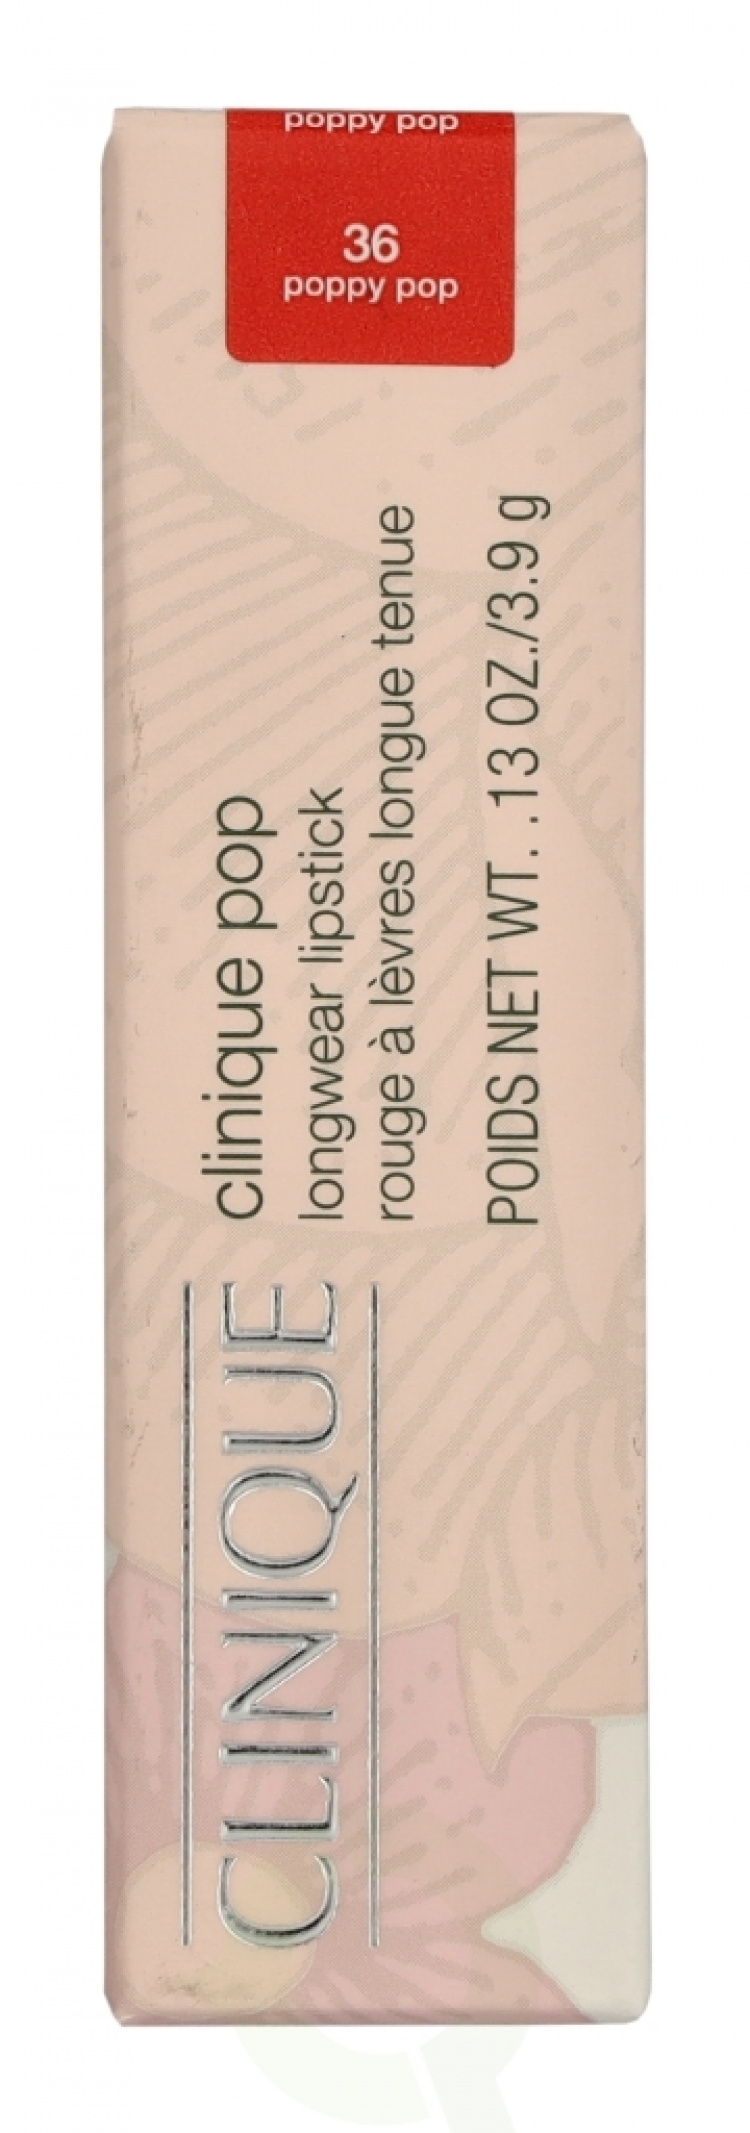 poppy pop
36
poppy pop
CLINIQUE
clinique pop
longwear lipstick
rouge à lèvres longue tenue
POIDS NET WT. .13 OZ./3.9 g